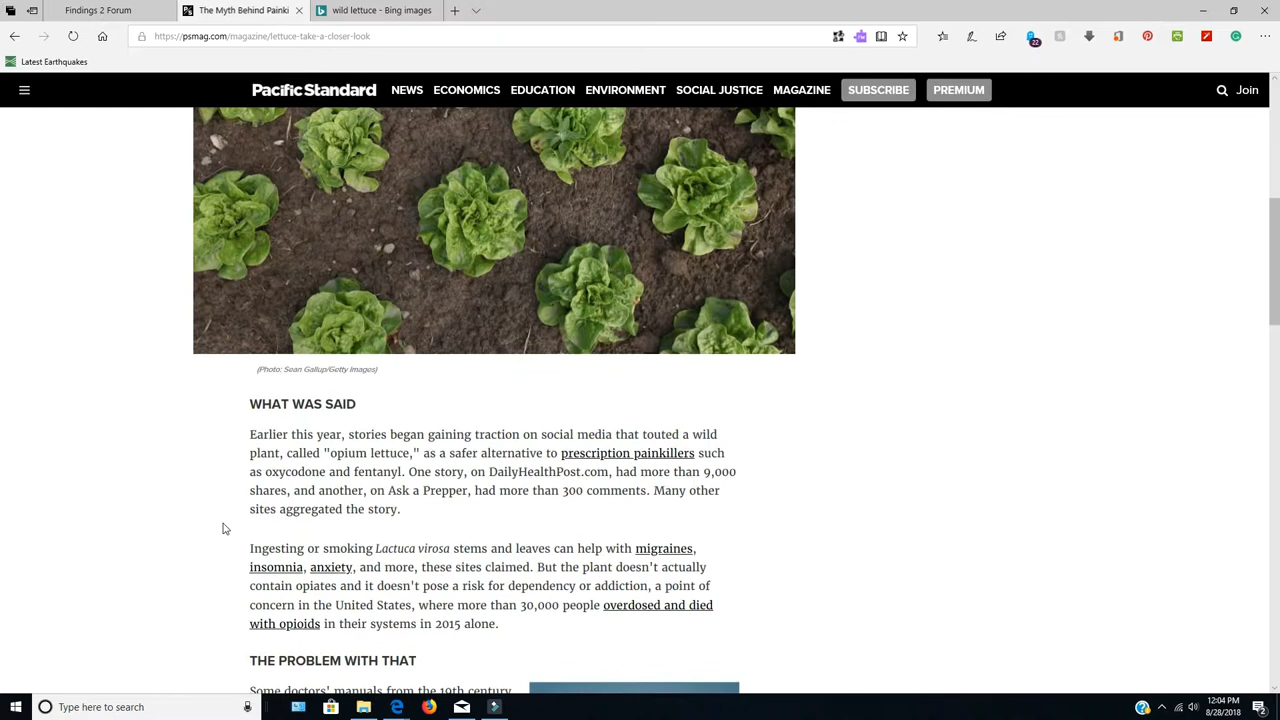 Findings 2 Forum
The Myth Behind Painki
wild lettuce - Bing images
https://psmag.com/magazine/lettuce-take-a-closer-look
22
Latest Earthquakes
Pacific Standard NEWS ECONOMICS EDUCATION ENVIRONMENT SOCIAL JUSTICE MAGAZINE SUBSCRIBE PREMIUM Join
(Photo: Sean Gallup/Getty Images)
WHAT WAS SAID
Earlier this year, stories began gaining traction on social media that touted a wild
plant, called "opium lettuce," as a safer alternative to prescription painkillers such
as oxycodone and fentanyl. One story, on DailyHealthPost.com, had more than 9,000
shares, and another, on Ask a Prepper, had more than 300 comments. Many other
sites aggregated the story.
Ingesting or smoking Lactuca virosa stems and leaves can help with migraines,
insomnia, anxiety, and more, these sites claimed. But the plant doesn't actually
contain opiates and it doesn't pose a risk for dependency or addiction, a point of
concern in the United States, where more than 30,000 people overdosed and died
with opioids in their systems in 2015 alone.
THE PROBLEM WITH THAT
Some doctors' manuals from the 19th century
Type here to search
12:04 PM
8/28/2018